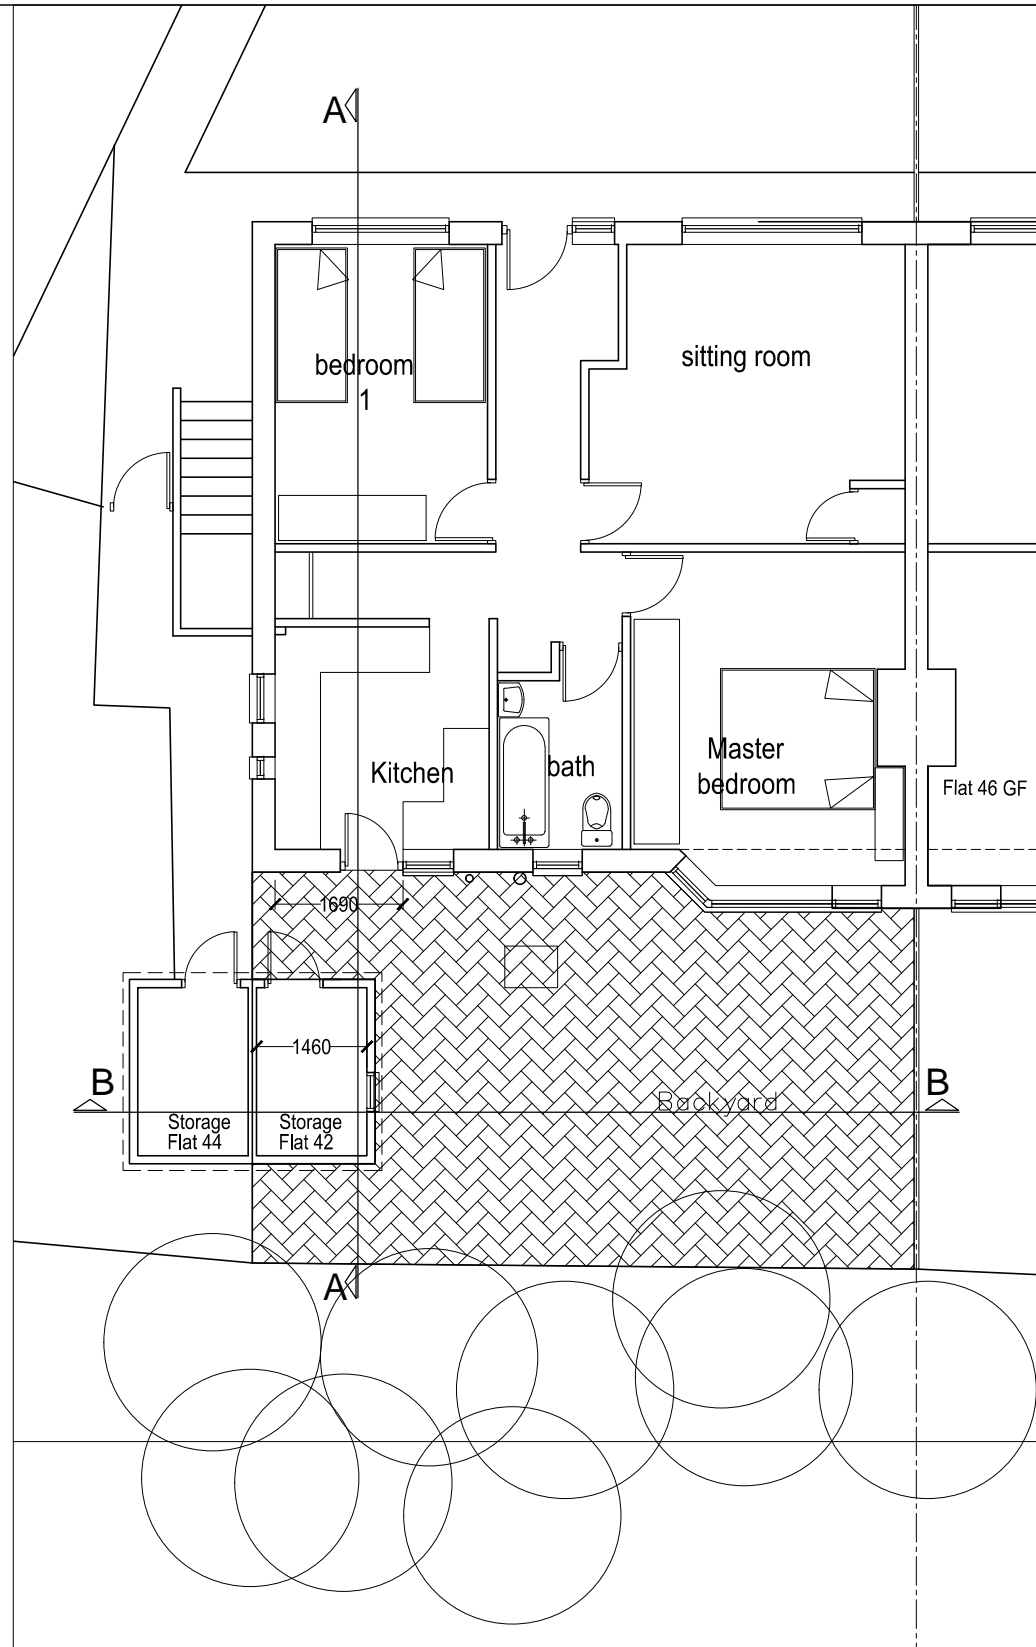 A
bedroom
1
sitting room
Kitchen
bath
Master
bedroom
Flat 46 GF
1690
1460
B
B
Backyard
Storage
Flat 44
Storage
Flat 42
A